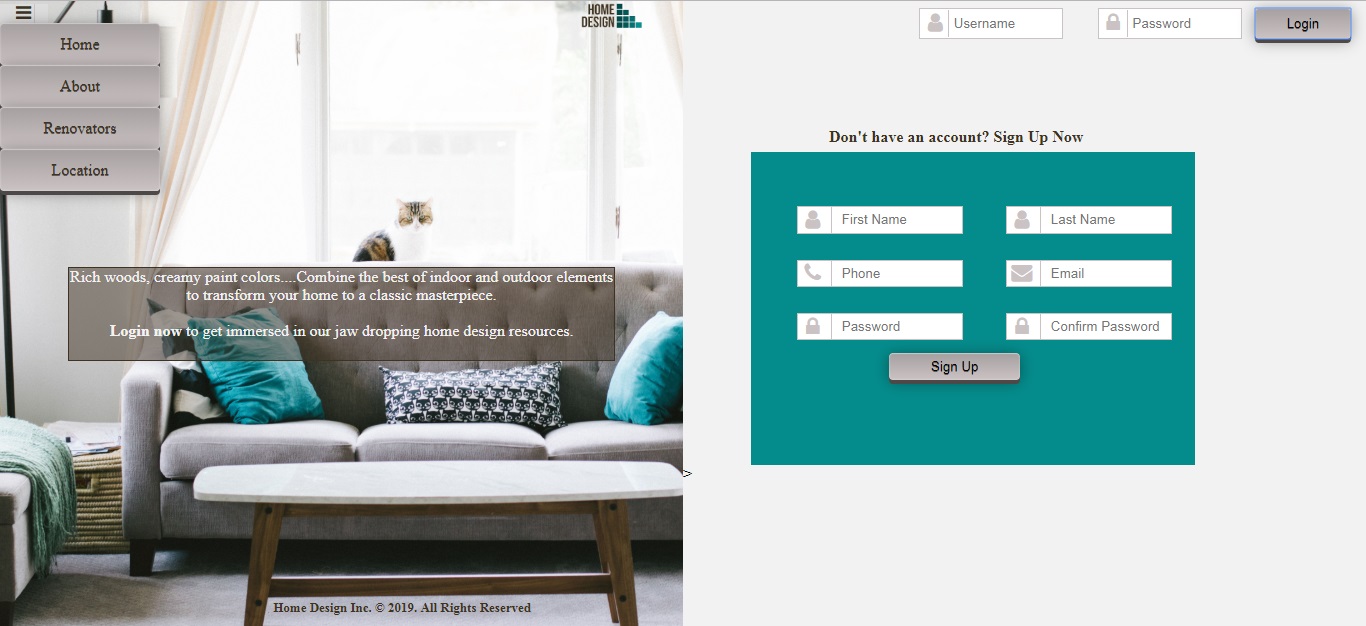 HOME
DESIGN
Home
About
Renovators
Location
Rich woods, creamy paint colors....Combine the best of indoor and outdoor elements
to transform your home to a classic masterpiece.
Login now to get immersed in our jaw dropping home design resources.
Home Design Inc. © 2019. All Rights Reserved
>
Username Password Login
Don't have an account? Sign Up Now
First Name Last Name
Phone Email
Password Confirm Password
Sign Up